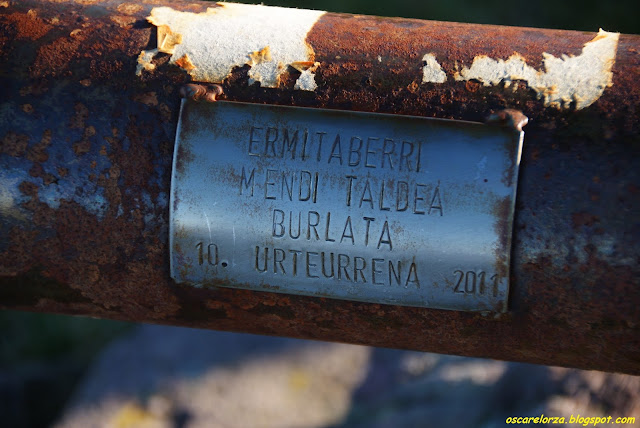 ERMITABERRI
MENDI TALDEA
BURLATA
10. URTEURRENA 2011
oscarelorza.blogspot.com